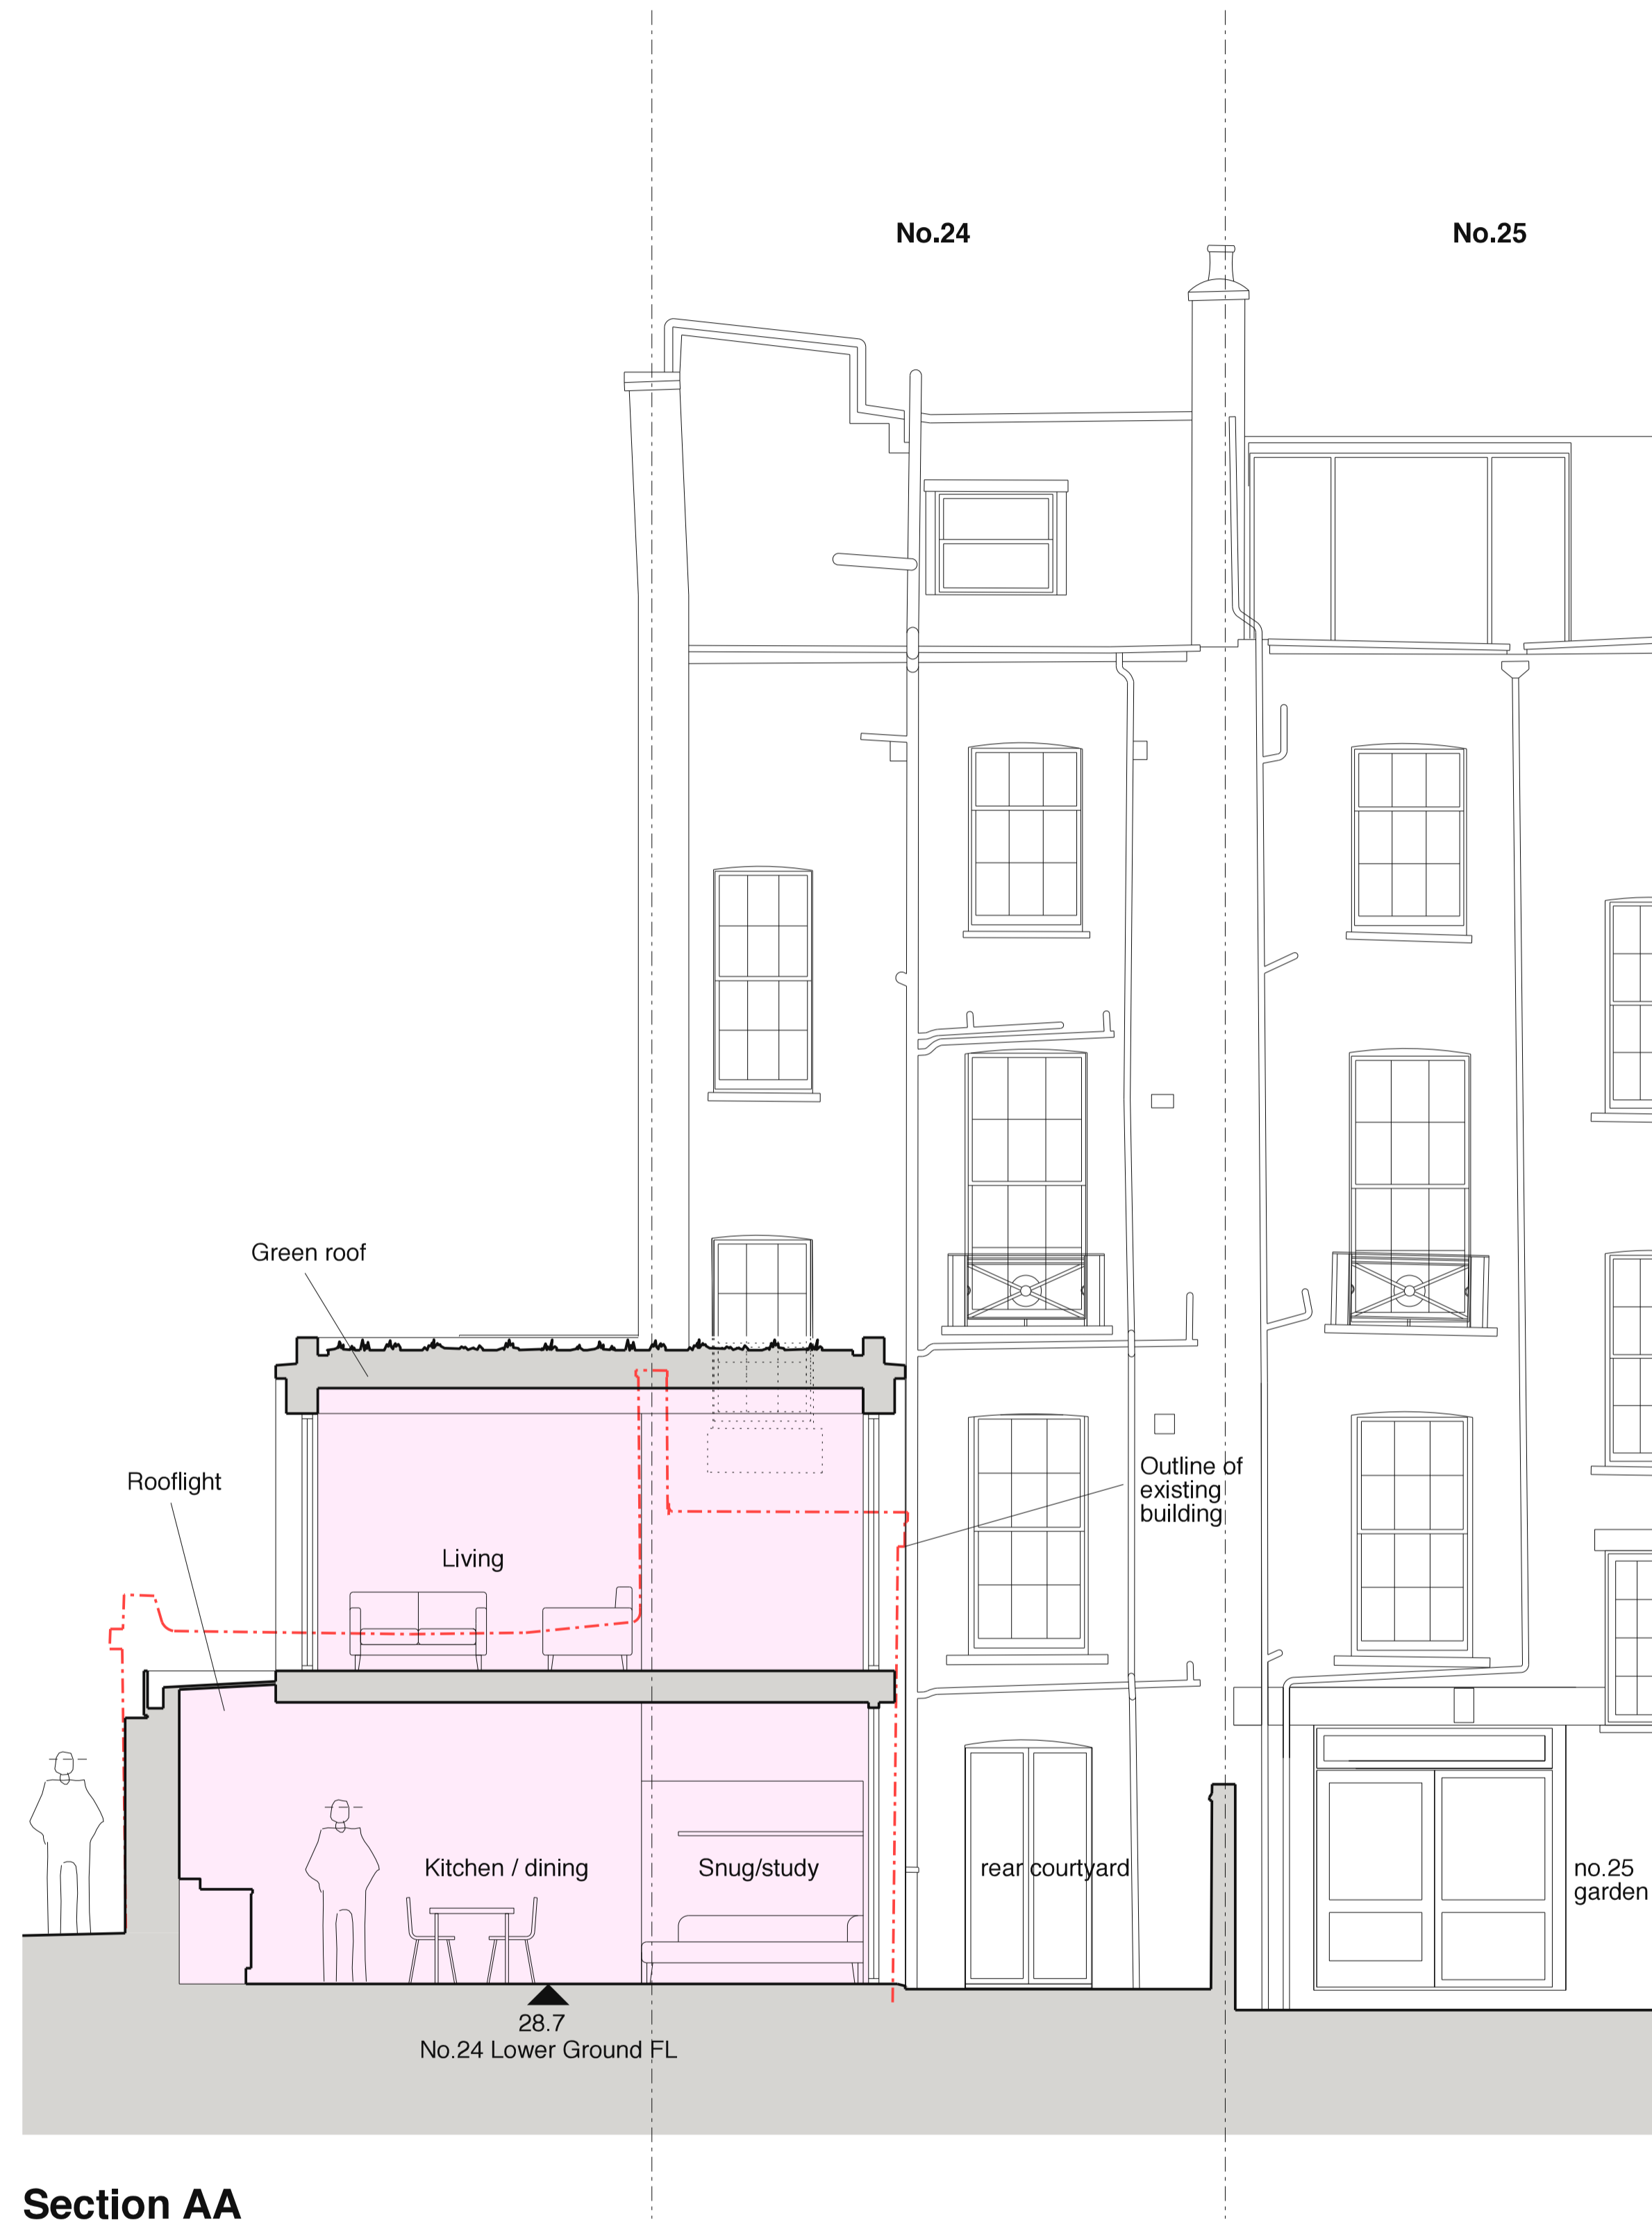 No.24
No.25
Green roof
Rooflight
Outline of
existing
building
Living
Kitchen / dining
Snug/study
rear courtyard
no.25
garden
28.7
No.24 Lower Ground FL
Section AA